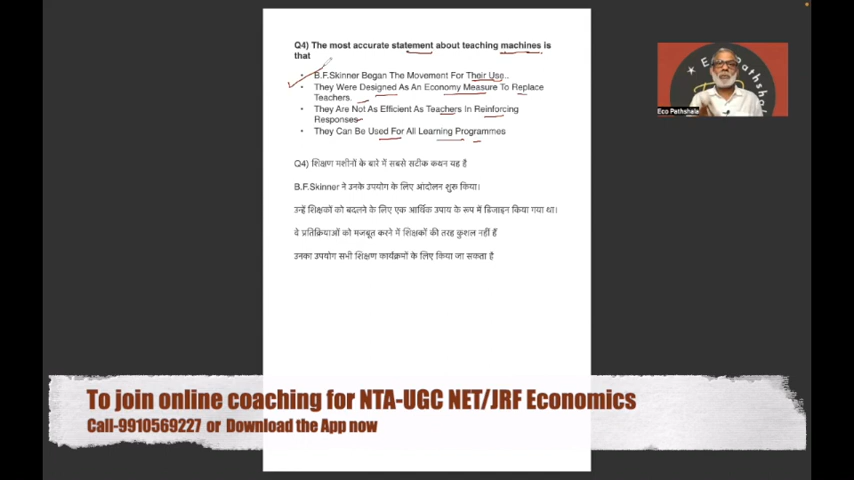 Q4) The most accurate statement about teaching machines is
that
• B.F.Skinner Began The Movement For Their Use..
• They Were Designed As An Economy Measure To Replace
Teachers.
• They Are Not As Efficient As Teachers In Reinforcing
Responses
• They Can Be Used For All Learning Programmes
Q4) शिक्षण मशीनों के बारे में सबसे सटीक कथन यह है
B.F.Skinner ने उनके उपयोग के लिए आंदोलन शुरू किया।
उन्हें शिक्षकों को बदलने के लिए एक आर्थिक उपाय के रूप में डिजाइन किया गया था।
वे प्रतिक्रियाओं को मजबूत करने में शिक्षकों की तरह कुशल नहीं हैं
उनका उपयोग सभी शिक्षण कार्यक्रमों के लिए किया जा सकता है
Eco Pathshala
To join online coaching for NTA-UGC NET/JRF Economics
Call-9910569227 or Download the App now